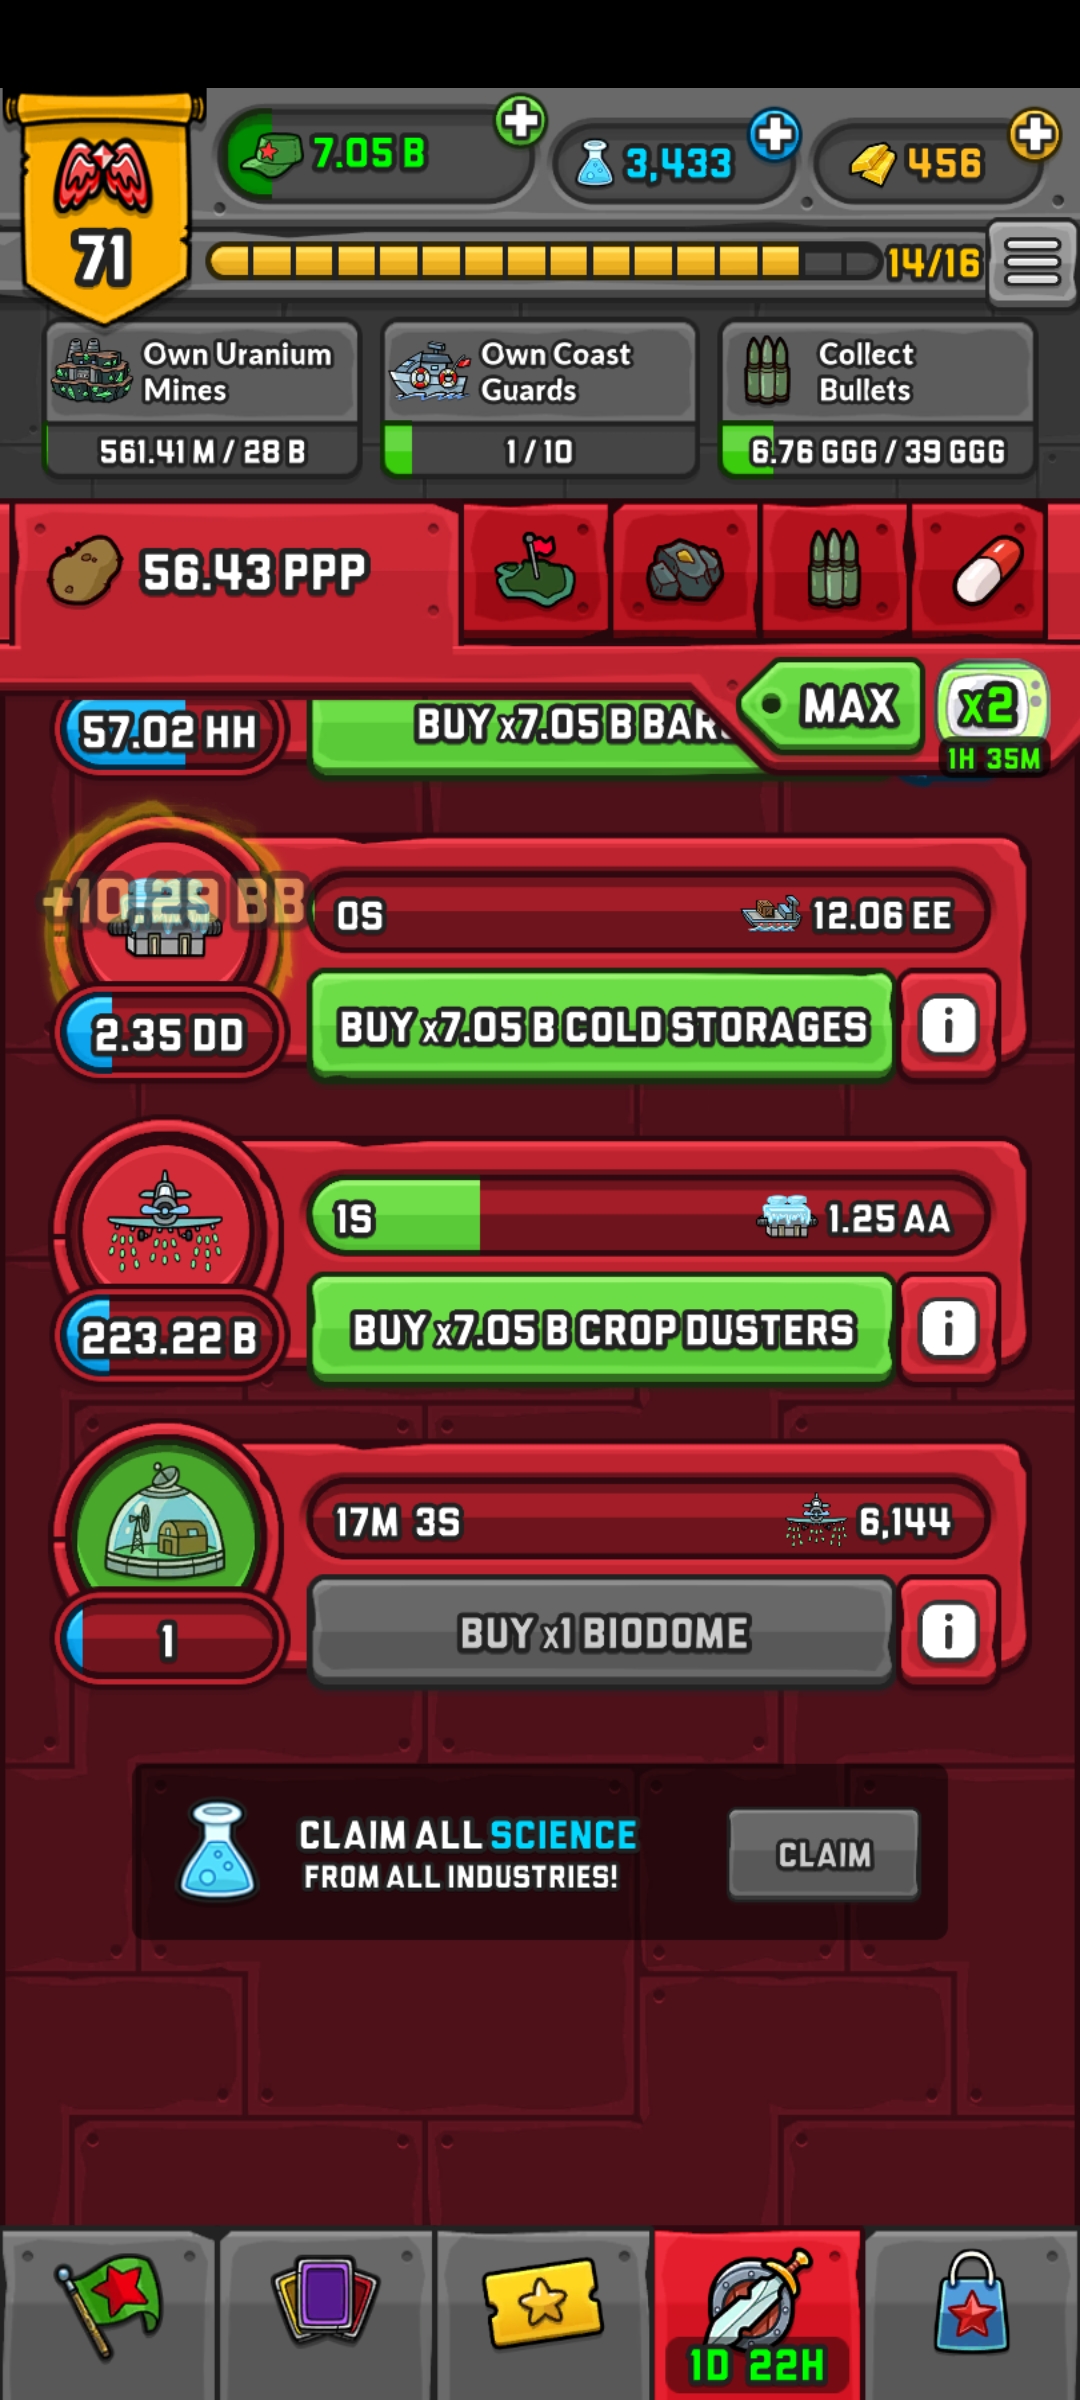 71
7.05 B
3,433
456
14/16
Own Uranium
Mines
561.41 M / 28 B
Own Coast
Guards
1 / 10
Collect
Bullets
6.76 GGG / 39 GGG
56.43 PPP
MAX
x2
1H 35M
57.02 HH
BUY x7.05 B BAR
+10.29 BB
0S
12.06 EE
2.35 DD
BUY x7.05 B COLD STORAGES
i
1S
1.25 AA
223.22 B
BUY x7.05 B CROP DUSTERS
i
17M 3S
6,144
1
BUY x1 BIODOME
i
CLAIM ALL SCIENCE
FROM ALL INDUSTRIES!
CLAIM
1D 22H